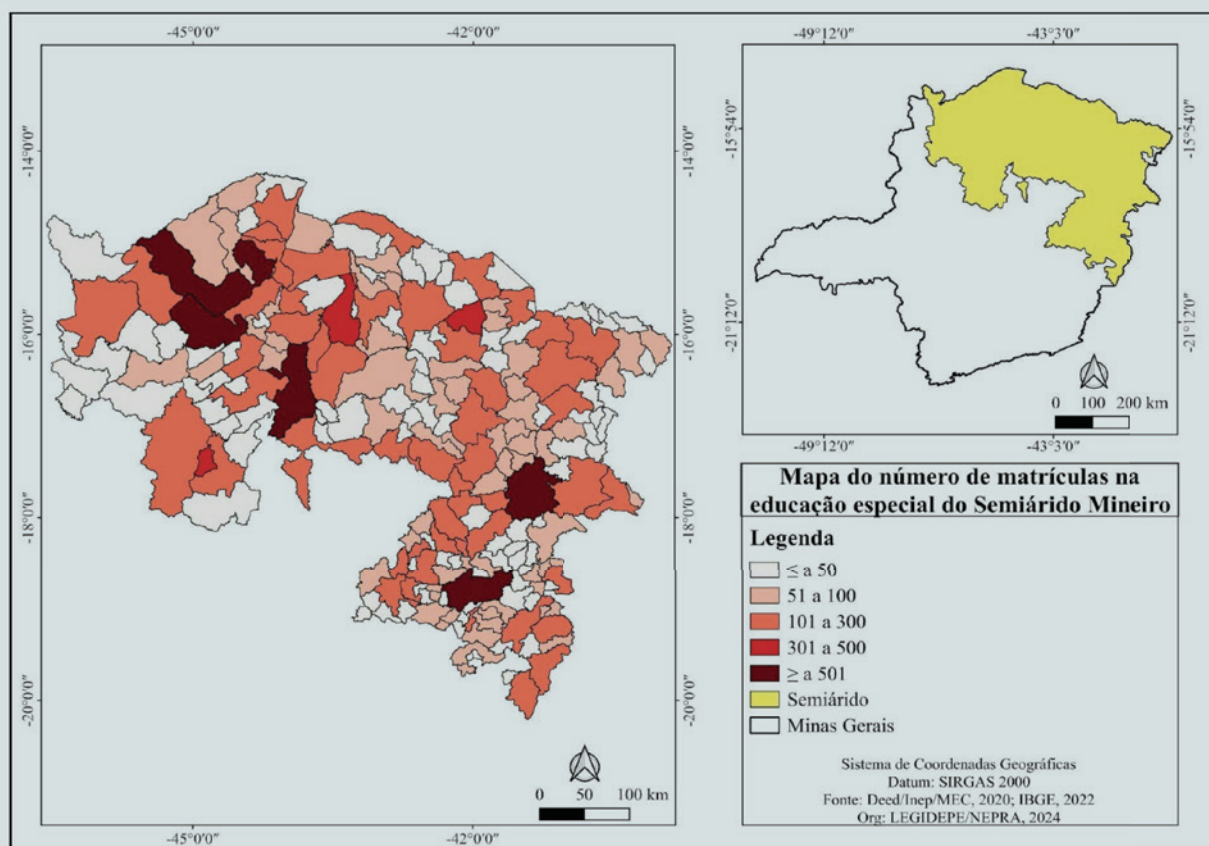 -45°0'0"
-42°0'0"
-14°0'0"
-14°0'0"
-16°0'0"
-16°0'0"
-18°0'0"
-18°0'0"
-20°0'0"
-20°0'0"
0 50 100 km
-45°0'0"
-42°0'0"
-49°12'0"
-43°3'0"
-15°54'0"
-15°54'0"
-21°12'0"
-21°12'0"
0 100 200 km
-49°12'0"
-43°3'0"
Mapa do número de matrículas na
educação especial do Semiárido Mineiro
Legenda
≤ a 50
51 a 100
101 a 300
301 a 500
≥ a 501
Semiárido
Minas Gerais
Sistema de Coordenadas Geográficas
Datum: SIRGAS 2000
Fonte: Deed/Inep/MEC, 2020; IBGE, 2022
Org: LEGIDEPE/NEPRA, 2024